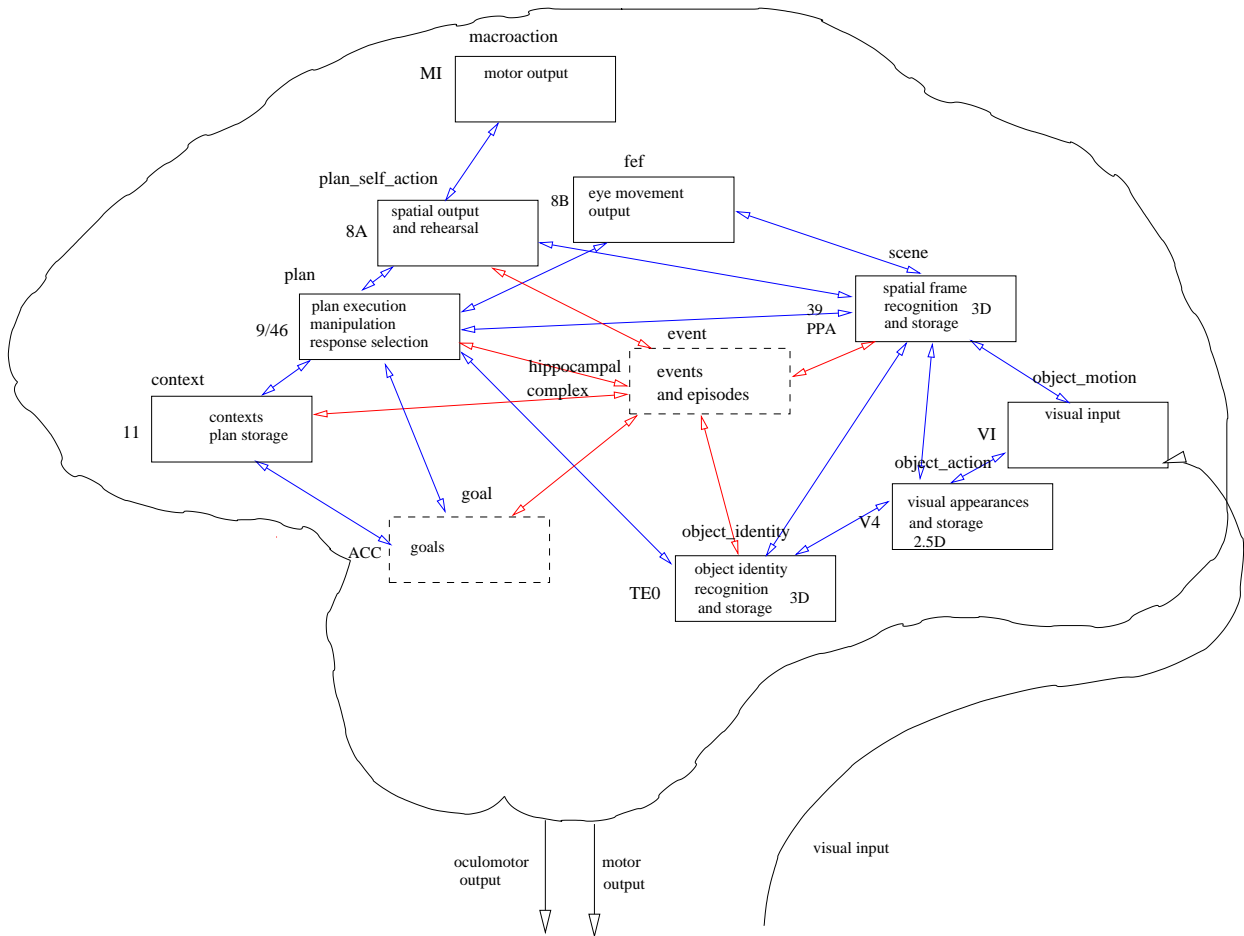 macroaction
MI
motor output
fef
plan_self_action
8B
eye movement
output
8A
spatial output
and rehearsal
scene
plan
spatial frame
recognition
and storage
3D
39
PPA
9/46
plan execution
manipulation
response selection
event
hippocampal
complex
events
and episodes
context
object_motion
11
contexts
plan storage
visual input
VI
object_action
goal
visual appearances
and storage
2.5D
V4
object_identity
ACC
goals
TE0
object identity
recognition
and storage
3D
oculomotor
output
motor
output
visual input